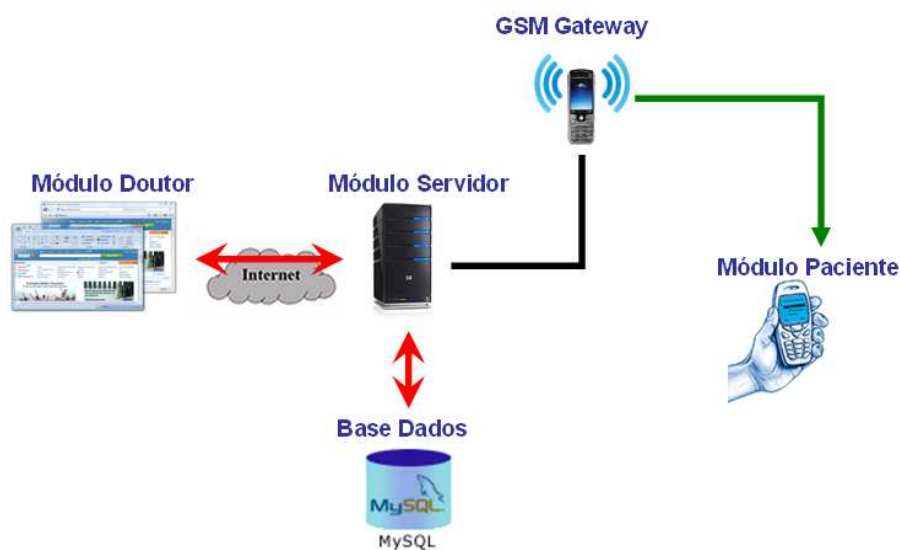 GSM Gateway
Módulo Doutor
Módulo Servidor
Internet
Módulo Paciente
Base Dados
MySQL
MySQL